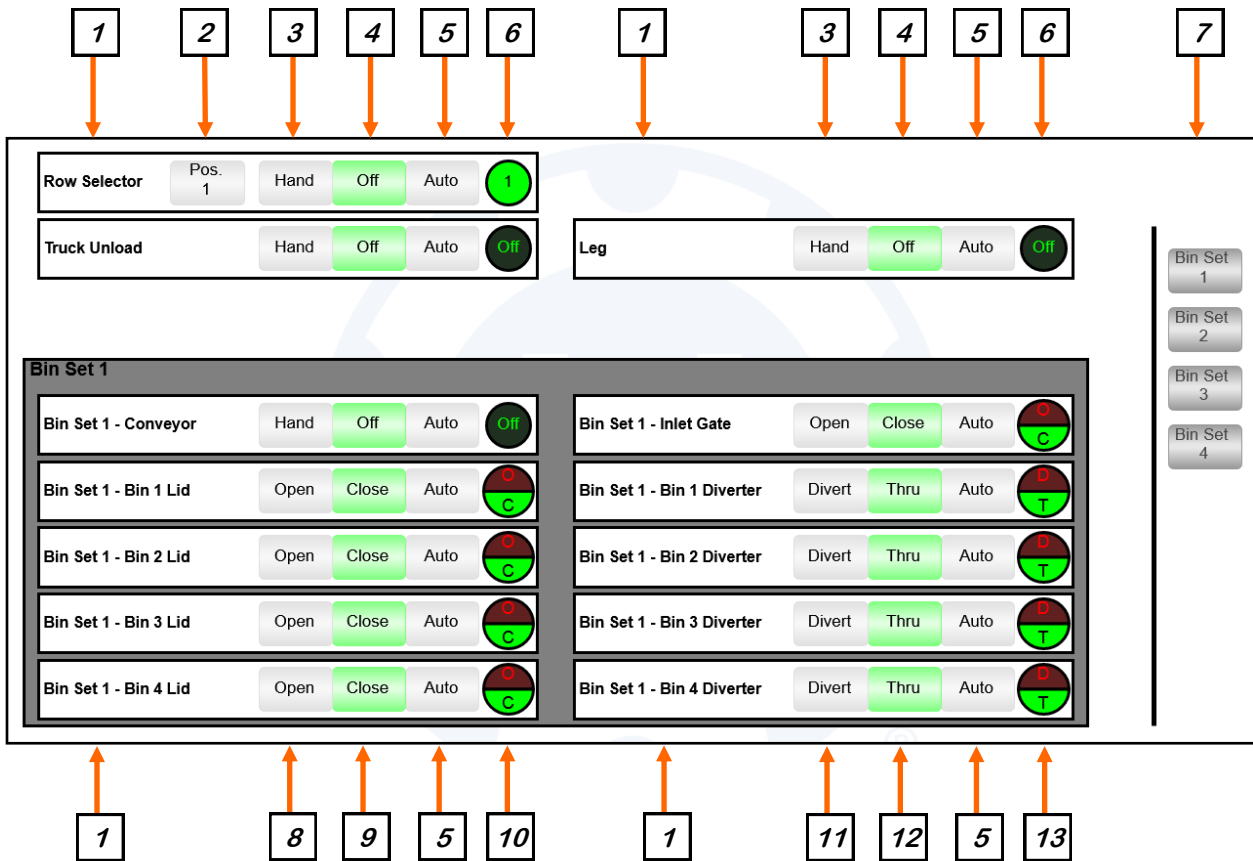 1 2 3 4 5 6 1 3 4 5 6 7
Row Selector Pos. 1 Hand Off Auto 1
Truck Unload Hand Off Auto Off Leg Hand Off Auto Off
Bin Set 1
Bin Set 2
Bin Set 3
Bin Set 4
Bin Set 1
Bin Set 1 - Conveyor Hand Off Auto Off Bin Set 1 - Inlet Gate Open Close Auto O C
Bin Set 1 - Bin 1 Lid Open Close Auto O C Bin Set 1 - Bin 1 Diverter Divert Thru Auto D T
Bin Set 1 - Bin 2 Lid Open Close Auto O C Bin Set 1 - Bin 2 Diverter Divert Thru Auto D T
Bin Set 1 - Bin 3 Lid Open Close Auto O C Bin Set 1 - Bin 3 Diverter Divert Thru Auto D T
Bin Set 1 - Bin 4 Lid Open Close Auto O C Bin Set 1 - Bin 4 Diverter Divert Thru Auto D T
®
1 8 9 5 10 1 11 12 5 13